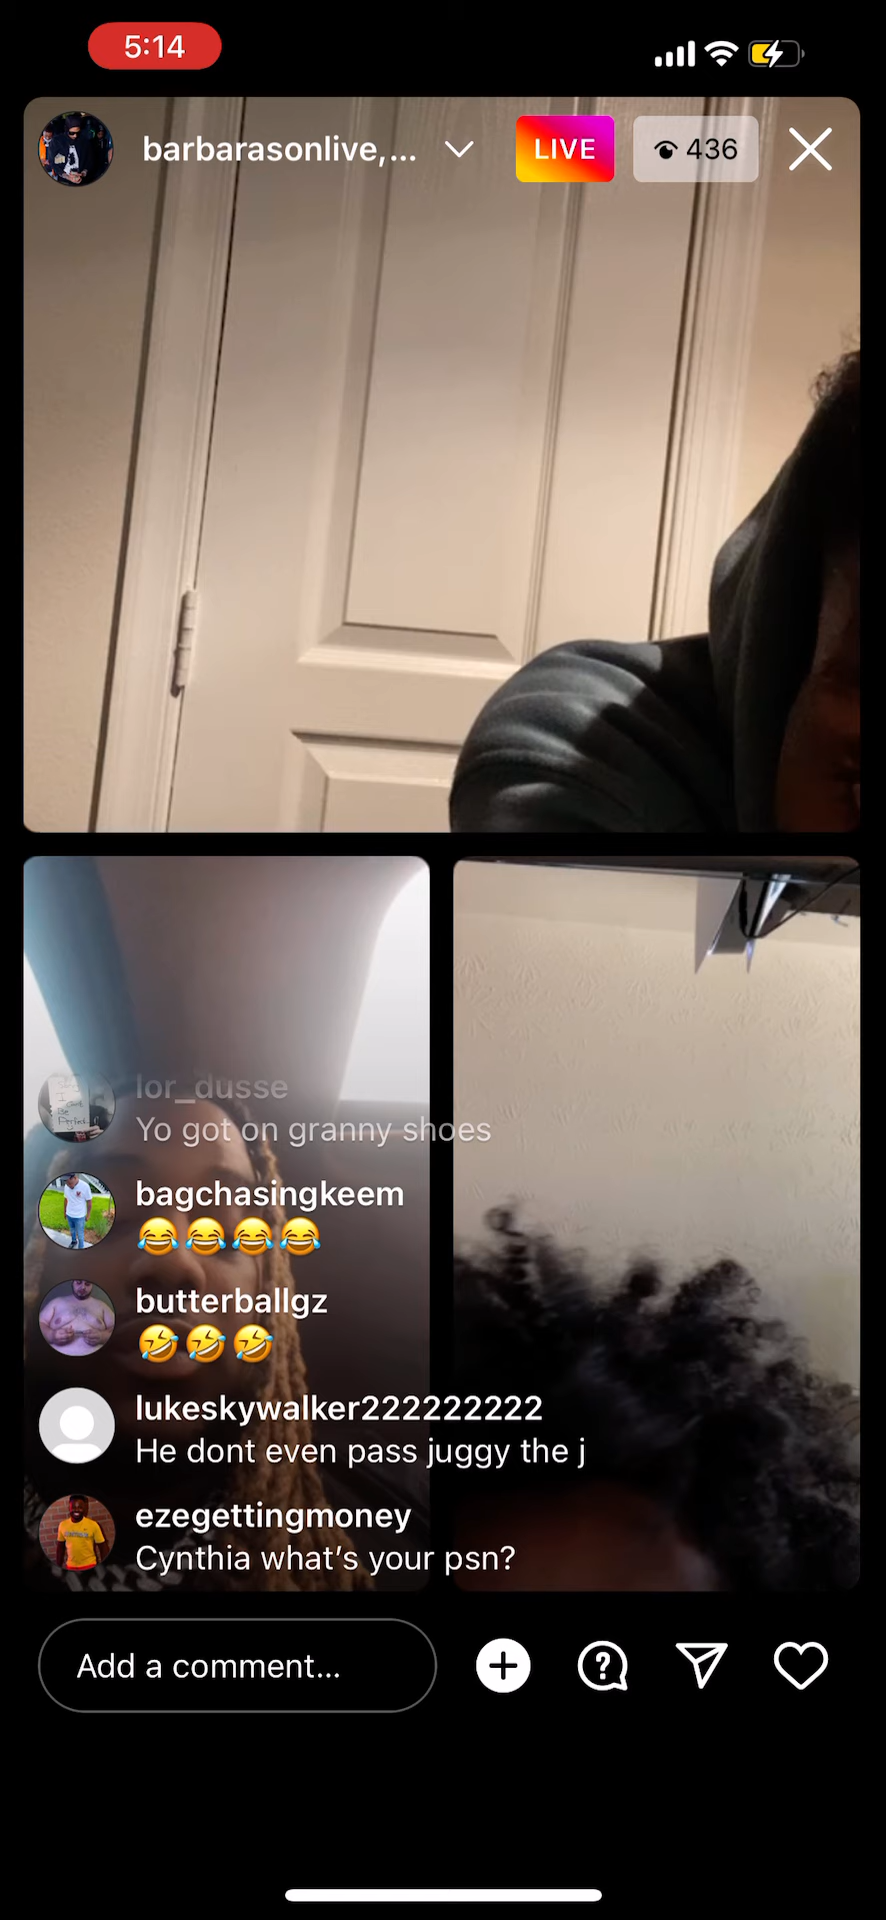 5:14
barbarasonlive,...
LIVE
436
lor_dusse
Yo got on granny shoes
bagchasingkeem
😂😂😂😂
butterballgz
🤣🤣🤣
lukeskywalker222222222
He dont even pass juggy the j
ezegettingmoney
Cynthia what's your psn?
Add a comment...